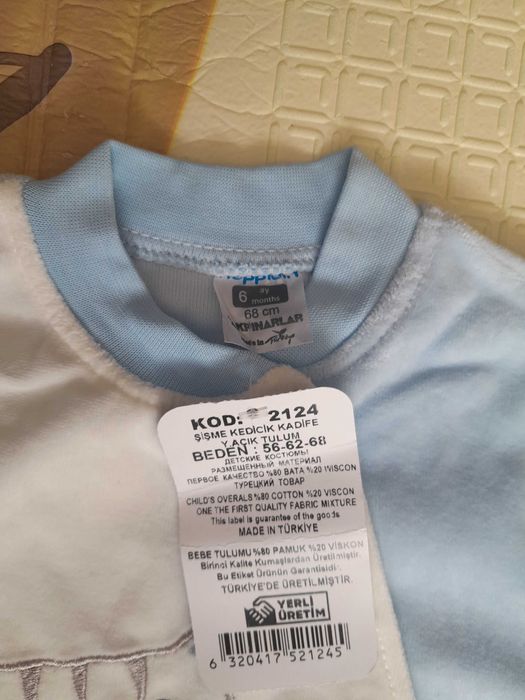 6 ay
months
68 cm
KPINARLAR
KOD: 2124
ŞİŞME KEDİCİK KADİFE
Y.AÇIK TULUM
BEDEN : 56-62-68
ДЕТСКИЕ КОСТЮМЫ
РАЗМЕЩЕННЫЙ МАТЕРИАЛ
ПЕРВОЕ КАЧЕСТВО %80 ВАТА %20 IVISCON
ТУРЕЦКИЙ ТОВАР
CHILD'S OVERALS %80 COTTON %20 VISCON
ONE THE FIRST QUALITY FABRIC MIXTURE
This label is guarantee of the goods
MADE IN TÜRKİYE
BEBE TULUMU %80 PAMUK %20 VİSKON
Birinci Kalite Kumaşlardan Üretilmiştir.
Bu Etiket Ürünün Garantisidir.
TÜRKİYE'DE ÜRETİLMİŞTİR.
YERLİ
ÜRETİM
6 320417 521245